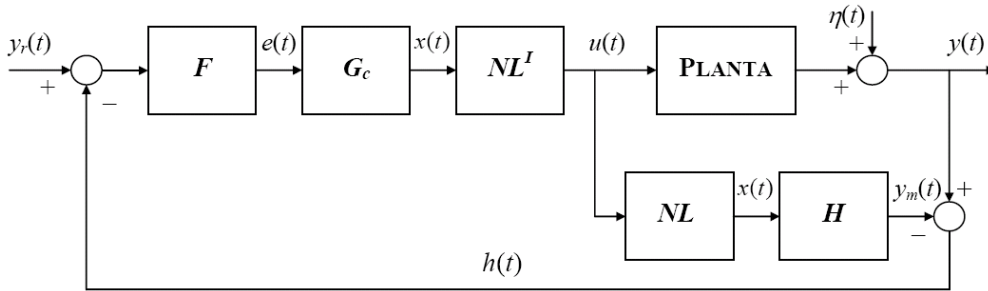 η(t)
y_r(t)
e(t)
x(t)
u(t)
y(t)
+
+
+
−
F
G_c
NL^I
PLANTA
NL
x(t)
H
y_m(t)
+
−
h(t)